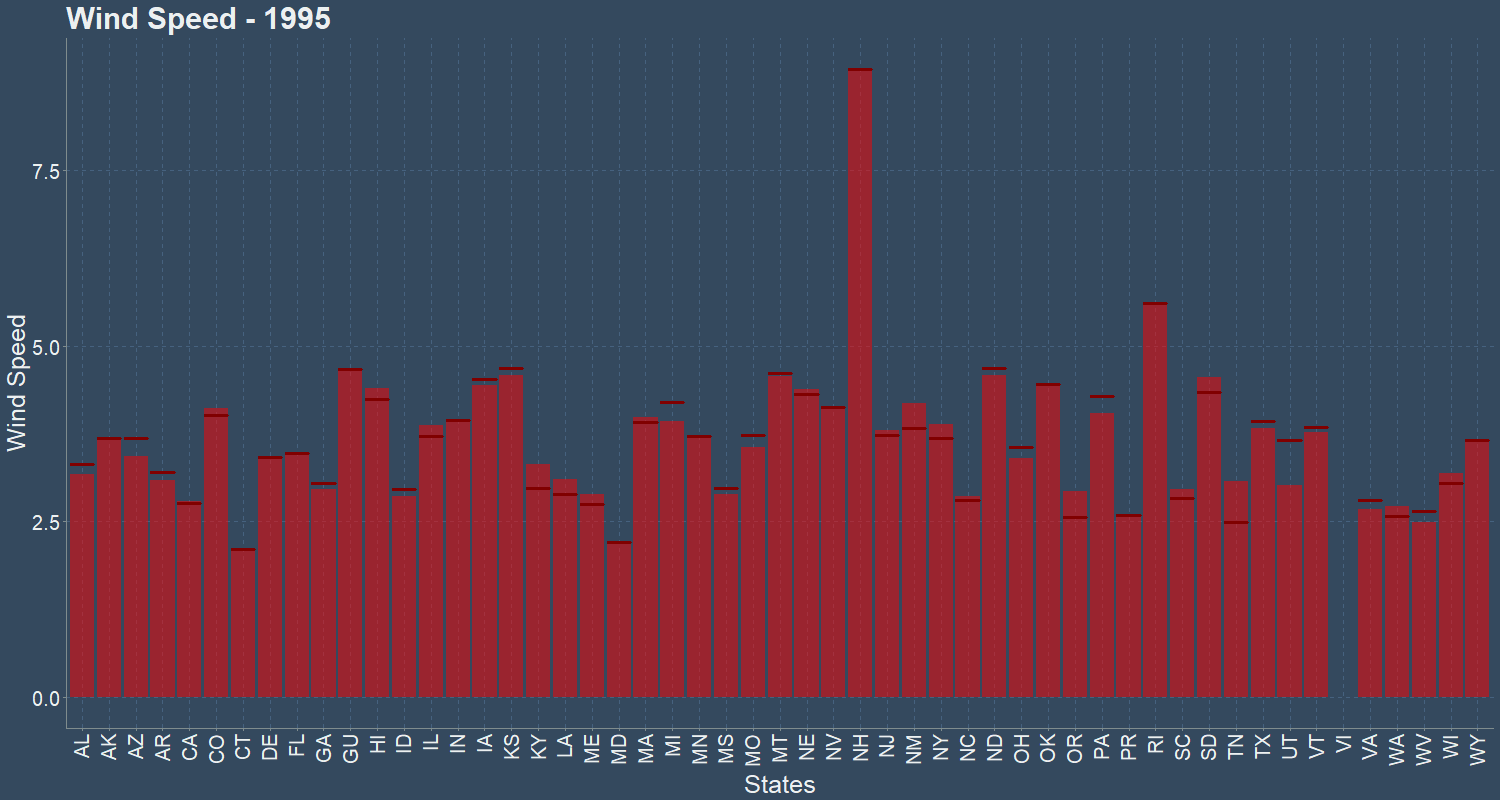 Wind Speed - 1995
Wind Speed
7.5
5.0
2.5
0.0
AL AK AZ AR CA CO CT DE FL GA GU HI ID IL IN IA KS KY LA ME MD MA MI MN MS MO MT NE NV NH NJ NM NY NC ND OH OK OR PA PR RI SC SD TN TX UT VT VI VA WA WV WI WY
States